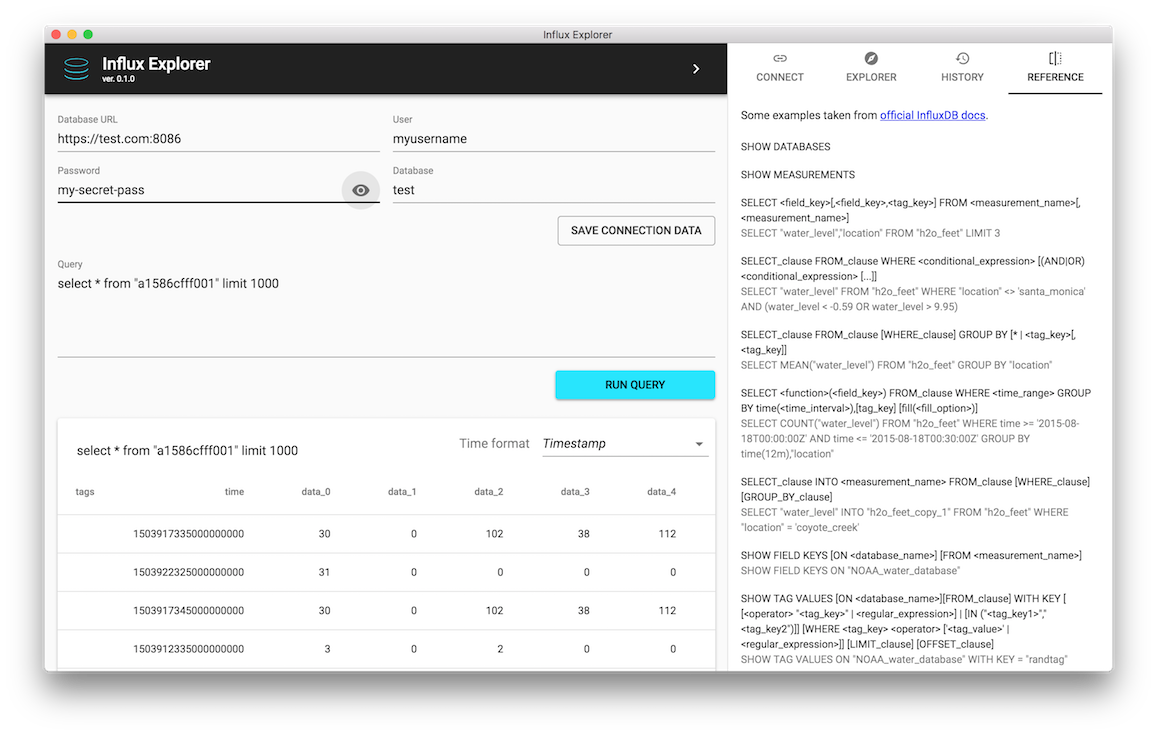 Influx Explorer
Influx Explorer
ver. 0.1.0
Database URL
https://test.com:8086
User
myusername
Password
my-secret-pass
Database
test
SAVE CONNECTION DATA
Query
select * from "a1586cfff001" limit 1000
RUN QUERY
select * from "a1586cfff001" limit 1000
Time format
Timestamp
tags time data_0 data_1 data_2 data_3 data_4
1503917335000000000 30 0 102 38 112
1503922325000000000 31 0 0 0 0
1503917345000000000 30 0 102 38 112
1503912335000000000 3 0 2 0 0
CONNECT
EXPLORER
HISTORY
REFERENCE
Some examples taken from official InfluxDB docs.
SHOW DATABASES
SHOW MEASUREMENTS
SELECT <field_key>[,<field_key>,<tag_key>] FROM <measurement_name>[,
<measurement_name>]
SELECT "water_level","location" FROM "h2o_feet" LIMIT 3
SELECT_clause FROM_clause WHERE <conditional_expression> [(AND|OR)
<conditional_expression> [...]]
SELECT "water_level" FROM "h2o_feet" WHERE "location" <> 'santa_monica'
AND (water_level < -0.59 OR water_level > 9.95)
SELECT_clause FROM_clause [WHERE_clause] GROUP BY [* | <tag_key>[,
<tag_key]]
SELECT MEAN("water_level") FROM "h2o_feet" GROUP BY "location"
SELECT <function>(<field_key>) FROM_clause WHERE <time_range> GROUP
BY time(<time_interval>),[tag_key] [fill(<fill_option>)]
SELECT COUNT("water_level") FROM "h2o_feet" WHERE time >= '2015-08-
18T00:00:00Z' AND time <= '2015-08-18T00:30:00Z' GROUP BY
time(12m),"location"
SELECT_clause INTO <measurement_name> FROM_clause [WHERE_clause]
[GROUP_BY_clause]
SELECT "water_level" INTO "h2o_feet_copy_1" FROM "h2o_feet" WHERE
"location" = 'coyote_creek'
SHOW FIELD KEYS [ON <database_name>] [FROM <measurement_name>]
SHOW FIELD KEYS ON "NOAA_water_database"
SHOW TAG VALUES [ON <database_name>][FROM_clause] WITH KEY [
[<operator> "<tag_key>" | <regular_expression>] | [IN ("<tag_key1>","
<tag_key2")]] [WHERE <tag_key> <operator> ['<tag_value>' |
<regular_expression>]] [LIMIT_clause] [OFFSET_clause]
SHOW TAG VALUES ON "NOAA_water_database" WITH KEY = "randtag"